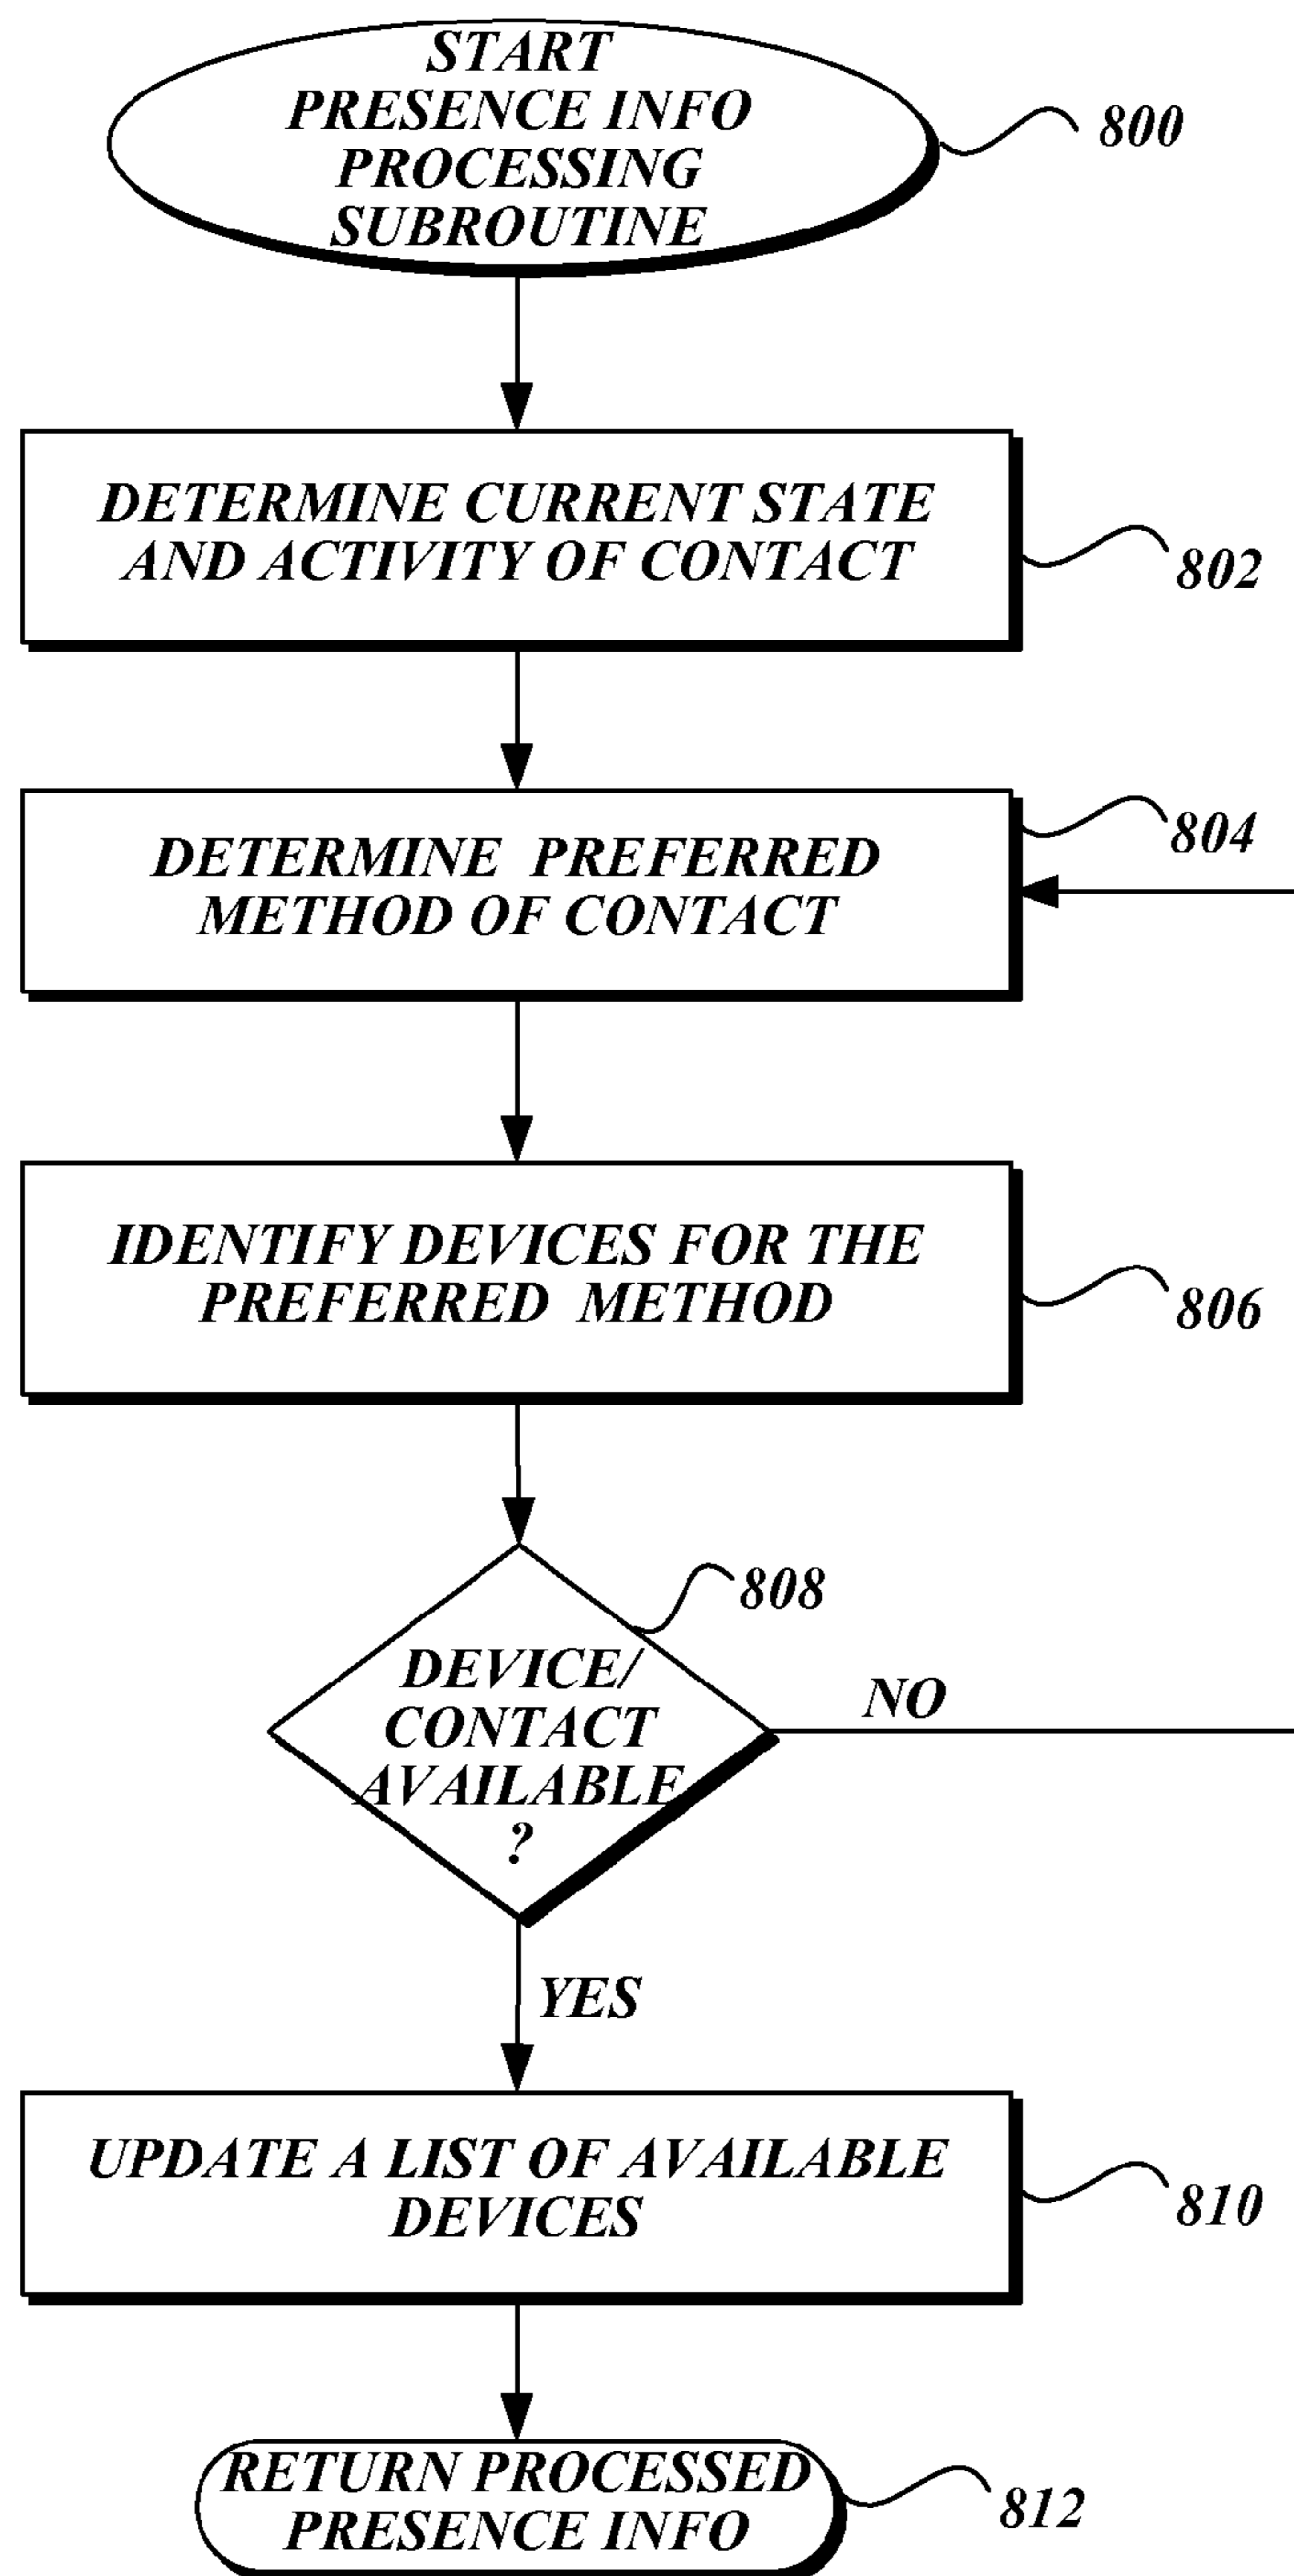 START
PRESENCE INFO
PROCESSING
SUBROUTINE
800
DETERMINE CURRENT STATE
AND ACTIVITY OF CONTACT
802
DETERMINE PREFERRED
METHOD OF CONTACT
804
IDENTIFY DEVICES FOR THE
PREFERRED METHOD
806
808
DEVICE/
CONTACT
AVAILABLE
?
NO
YES
UPDATE A LIST OF AVAILABLE
DEVICES
810
RETURN PROCESSED
PRESENCE INFO
812